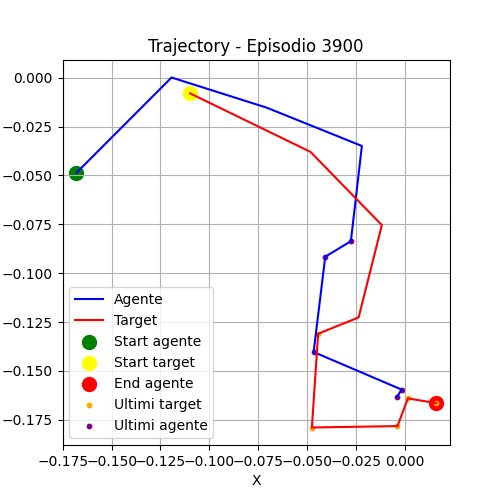 Trajectory - Episodio 3900
0.000
−0.025
−0.050
−0.075
−0.100
−0.125
−0.150
−0.175
Agente
Target
Start agente
Start target
End agente
Ultimi target
Ultimi agente
−0.175 −0.150 −0.125 −0.100 −0.075 −0.050 −0.025 0.000
X